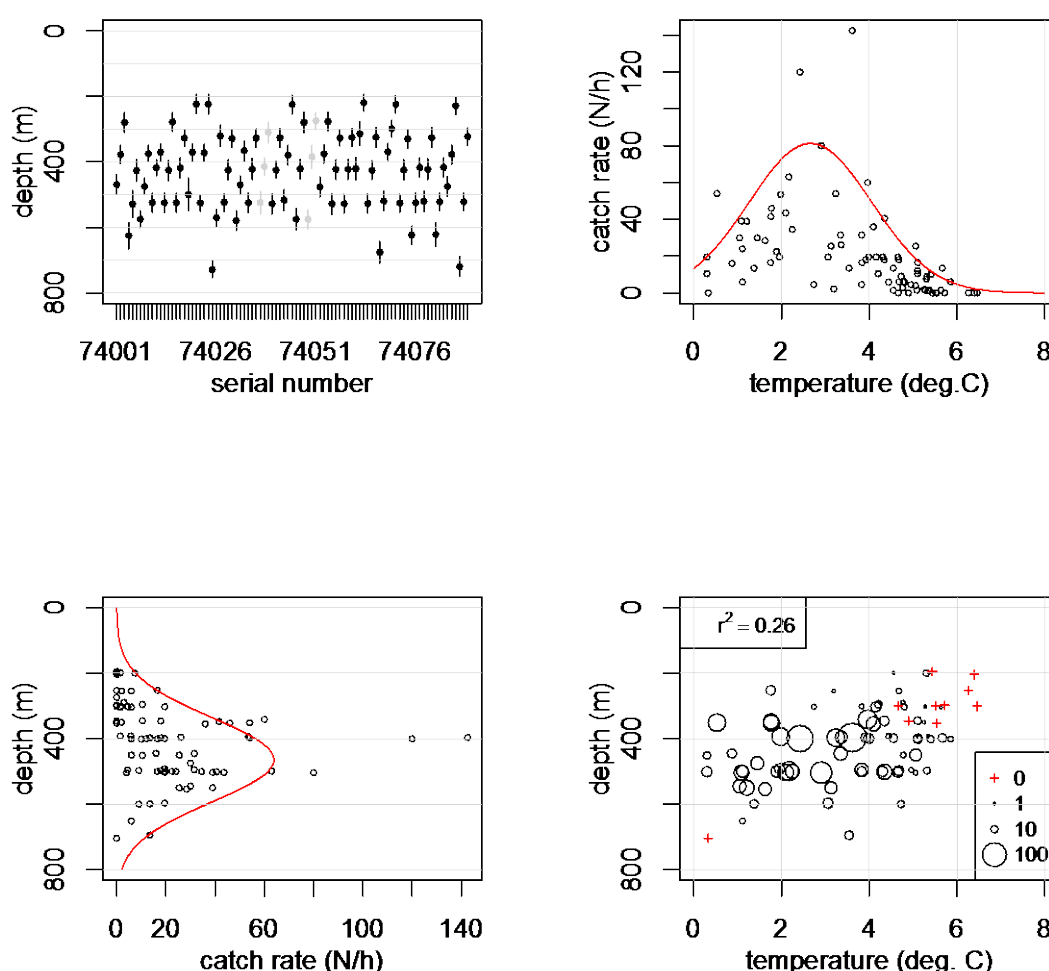 0
400
800
depth (m)
74001 74026 74051 74076
serial number
0 40 80 120
catch rate (N/h)
0 2 4 6 8
temperature (deg.C)
0
400
800
depth (m)
0 20 60 100 140
catch rate (N/h)
0
400
800
depth (m)
r² = 0.26
0
1
10
100
0 2 4 6 8
temperature (deg. C)